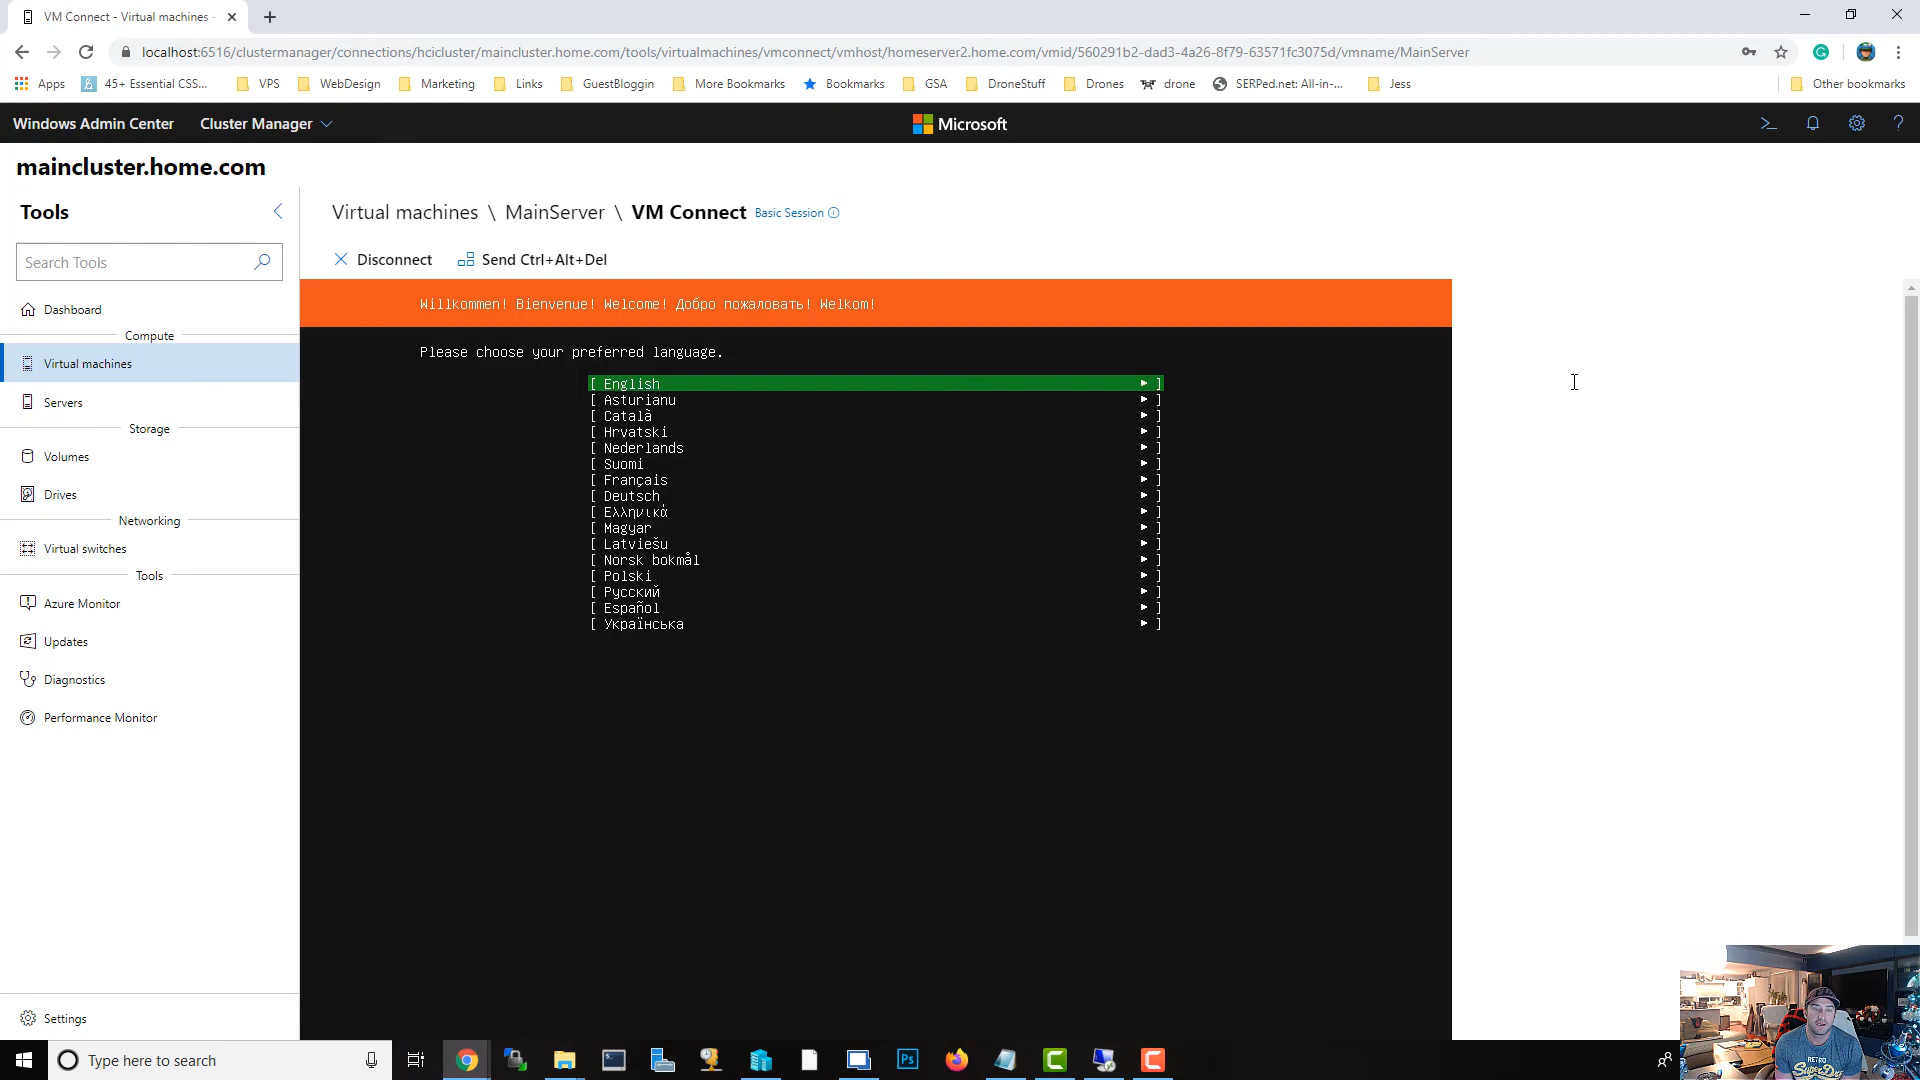 VM Connect - Virtual machines -
localhost:6516/clustermanager/connections/hcicluster/maincluster.home.com/tools/virtualmachines/vmconnect/vmhost/homeserver2.home.com/vmid/560291b2-dad3-4a26-8f79-63571fc3075d/vmname/MainServer
Apps 45+ Essential CSS... VPS WebDesign Marketing Links GuestBloggin More Bookmarks Bookmarks GSA DroneStuff Drones drone SERPed.net: All-in-... Jess Other bookmarks
Windows Admin Center Cluster Manager Microsoft
maincluster.home.com
Tools
Search Tools
Dashboard
Compute
Virtual machines
Servers
Storage
Volumes
Drives
Networking
Virtual switches
Tools
Azure Monitor
Updates
Diagnostics
Performance Monitor
Settings
Virtual machines \ MainServer \ VM Connect Basic Session
Disconnect Send Ctrl+Alt+Del
Willkommen! Bienvenue! Welcome! Добро пожаловать! Welkom!
Please choose your preferred language.
[ English ▸ ]
[ Asturianu ▸ ]
[ Català ▸ ]
[ Hrvatski ▸ ]
[ Nederlands ▸ ]
[ Suomi ▸ ]
[ Français ▸ ]
[ Deutsch ▸ ]
[ Ελληνικά ▸ ]
[ Magyar ▸ ]
[ Latviešu ▸ ]
[ Norsk bokmål ▸ ]
[ Polski ▸ ]
[ Русский ▸ ]
[ Español ▸ ]
[ Українська ▸ ]
Type here to search
Ps
RETRO
SuperDry